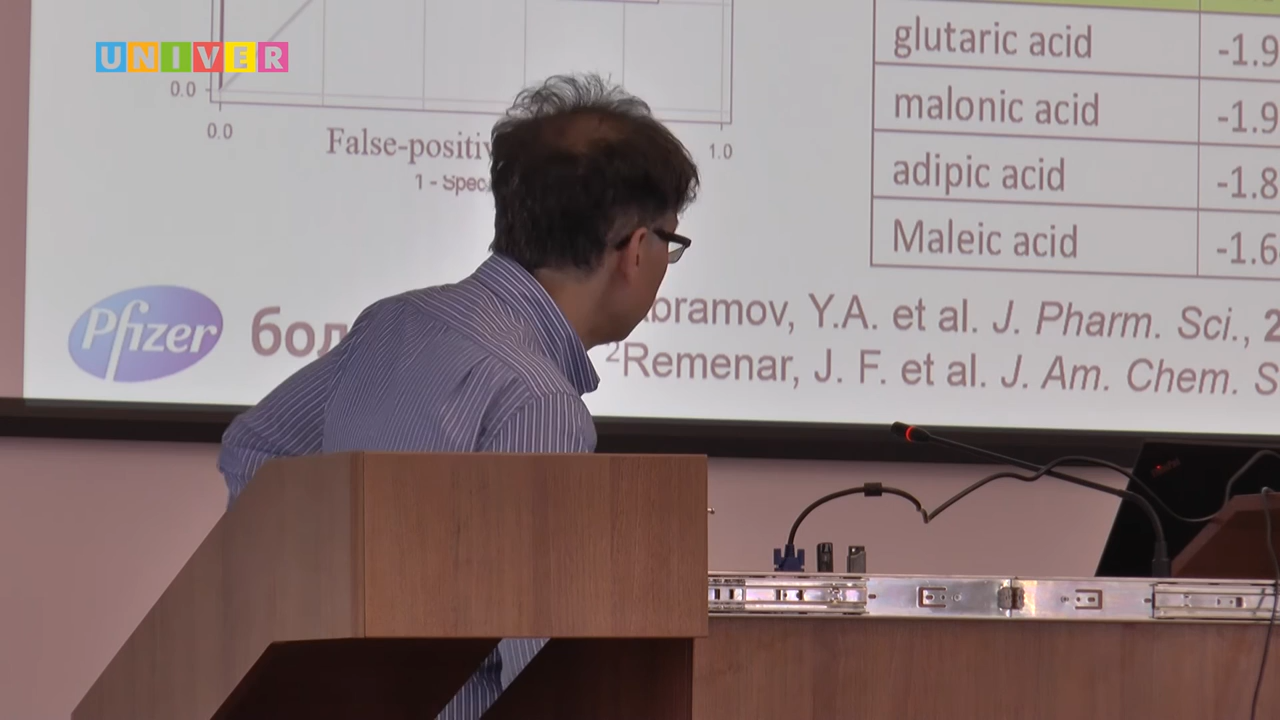 UNIVER
0.0
0.0
1.0
False-positiv
1 - Spec
glutaric acid -1.9
malonic acid -1.9
adipic acid -1.8
Maleic acid -1.6
Pfizer
бол
bramov, Y.A. et al. J. Pharm. Sci., 2
²Remenar, J. F. et al. J. Am. Chem. S